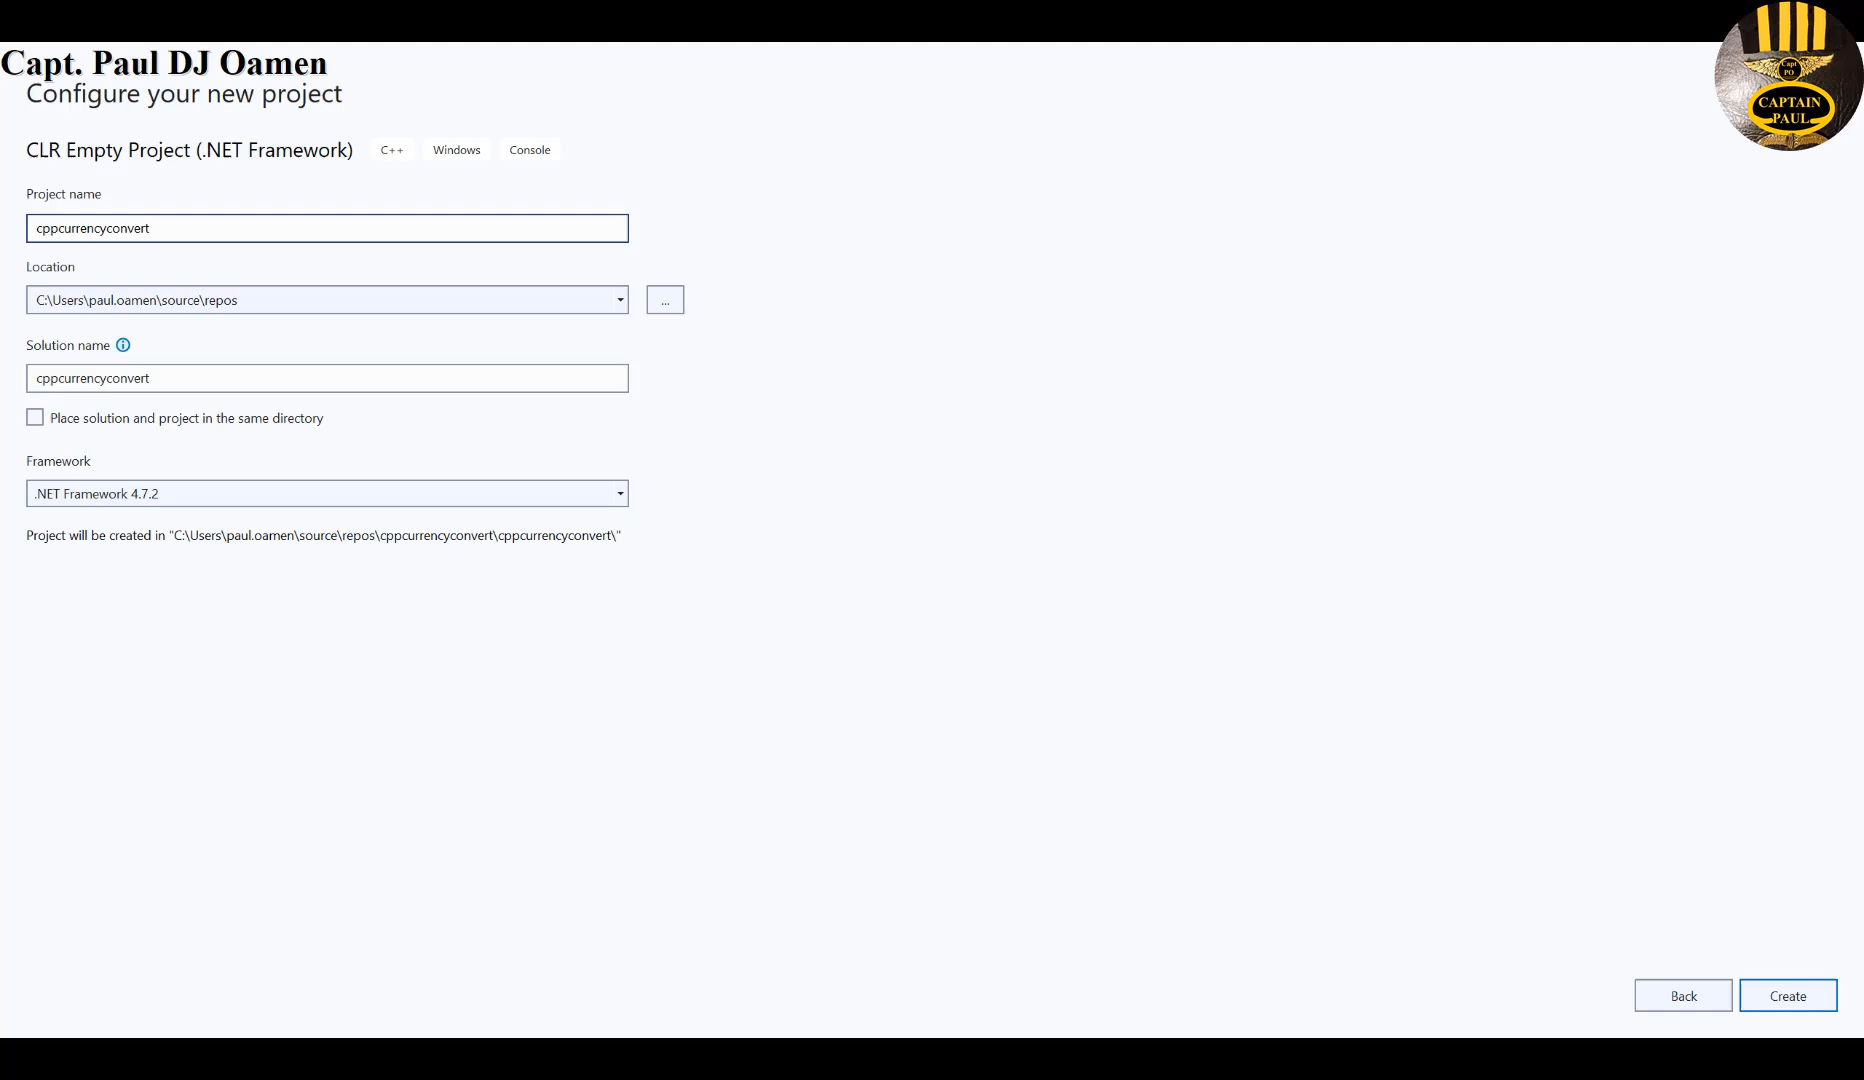 Capt. Paul DJ Oamen
Configure your new project
Capt
PO
CAPTAIN
PAUL
CLR Empty Project (.NET Framework) C++ Windows Console
Project name
cppcurrencyconvert
Location
C:\Users\paul.oamen\source\repos ...
Solution name
cppcurrencyconvert
Place solution and project in the same directory
Framework
.NET Framework 4.7.2
Project will be created in "C:\Users\paul.oamen\source\repos\cppcurrencyconvert\cppcurrencyconvert\"
Back Create